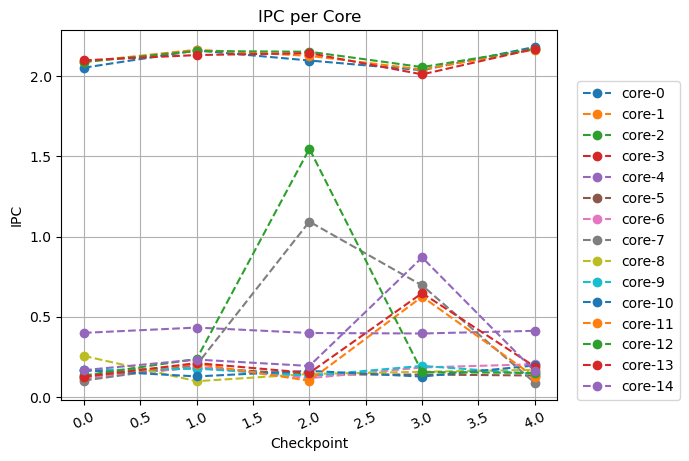 IPC per Core
2.0
1.5
1.0
0.5
0.0
IPC
0.0 0.5 1.0 1.5 2.0 2.5 3.0 3.5 4.0
Checkpoint
core-0
core-1
core-2
core-3
core-4
core-5
core-6
core-7
core-8
core-9
core-10
core-11
core-12
core-13
core-14